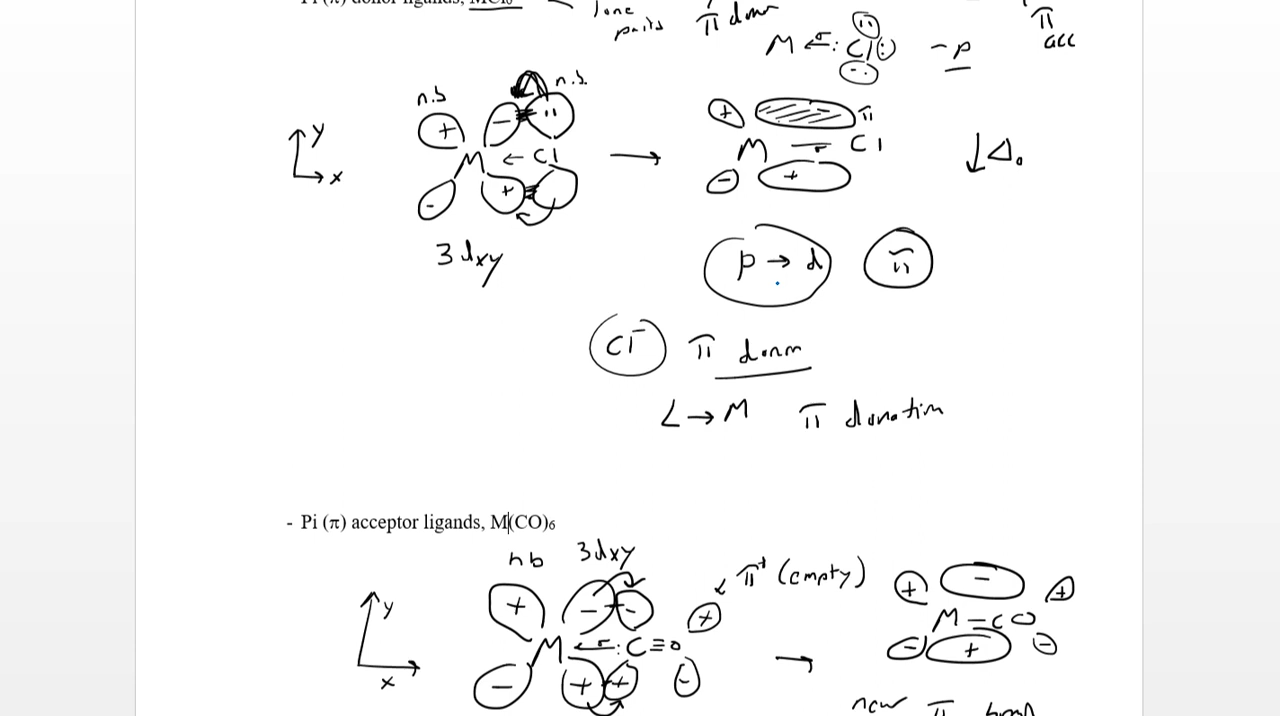 lone
pairs π donor
π
acc
M ←σ: Cl - p
n.b n.b.
+ - ..
y
x
M ← Cl →
- +
3dxy
+ π
M — Cl ↓Δo
- +
p → d π
Cl⁻ π donor
L → M π donation
- Pi (π) acceptor ligands, M(CO)₆
nb 3dxy
π* (empty)
y
x
+ - - +
M ← σ :C≡O →
- + + -
+ - +
M = CO
- + -
new π bond